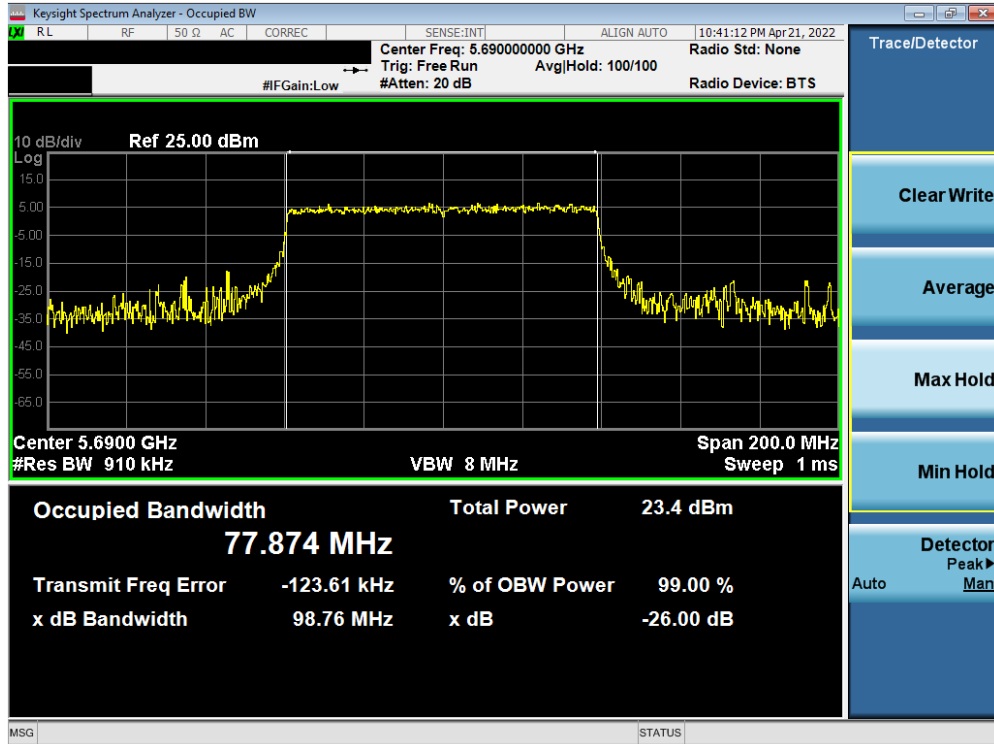 Keysight Spectrum Analyzer - Occupied BW
LXI RL RF 50 Ω AC CORREC SENSE:INT ALIGN AUTO 10:41:12 PM Apr 21, 2022
Center Freq: 5.690000000 GHz Radio Std: None
Trig: Free Run Avg|Hold: 100/100
#IFGain:Low #Atten: 20 dB Radio Device: BTS
10 dB/div Ref 25.00 dBm
Log
15.0
5.00
-5.00
-15.0
-25.0
-35.0
-45.0
-55.0
-65.0
Center 5.6900 GHz Span 200.0 MHz
#Res BW 910 kHz VBW 8 MHz Sweep 1 ms
Occupied Bandwidth Total Power 23.4 dBm
77.874 MHz
Transmit Freq Error -123.61 kHz % of OBW Power 99.00 %
x dB Bandwidth 98.76 MHz x dB -26.00 dB
MSG STATUS
Trace/Detector
Clear Write
Average
Max Hold
Min Hold
Detector
Peak▶
Auto Man